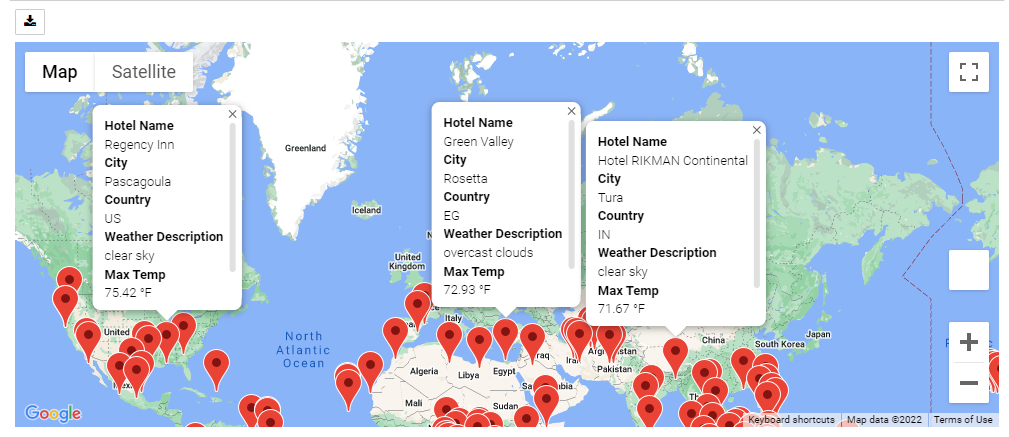 Map
Satellite
Hotel Name
Regency Inn
City
Pascagoula
Country
US
Weather Description
clear sky
Max Temp
75.42 °F
Hotel Name
Green Valley
City
Rosetta
Country
EG
Weather Description
overcast clouds
Max Temp
72.93 °F
Hotel Name
Hotel RIKMAN Continental
City
Tura
Country
IN
Weather Description
clear sky
Max Temp
71.67 °F
Greenland
Iceland
United
Kingdom
Italy
United
North
Atlantic
Ocean
Algeria
Libya
Egypt
Mali
Sudan
Pakistan
China
South Korea
Japan
Google
Keyboard shortcuts
Map data ©2022
Terms of Use